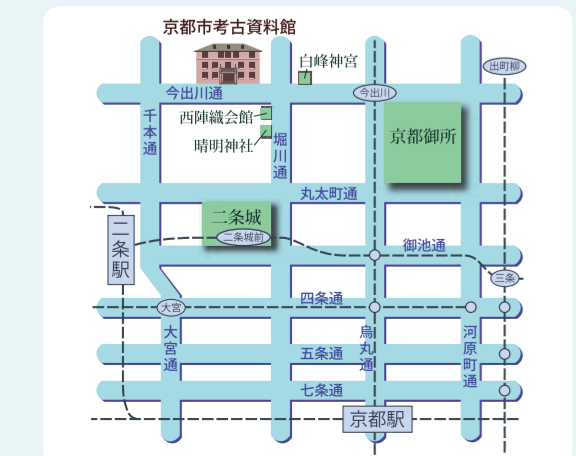 京都市考古資料館
白峰神宮
出町柳
今出川通
今出川
千本通
西陣織会館
晴明神社
堀川通
京都御所
丸太町通
二条城
二条城前
御池通
二条駅
三条
四条通
大宮
大宮通
烏丸通
河原町通
五条通
七条通
京都駅